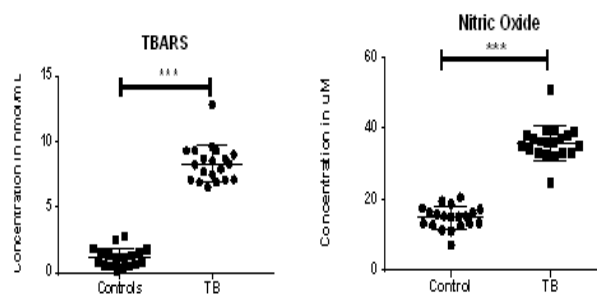 TBARS
***
15
10
5
0
Concentration in nmol/mL
Controls
TB
Nitric Oxide
***
60
40
20
0
Concentration in uM
Control
TB